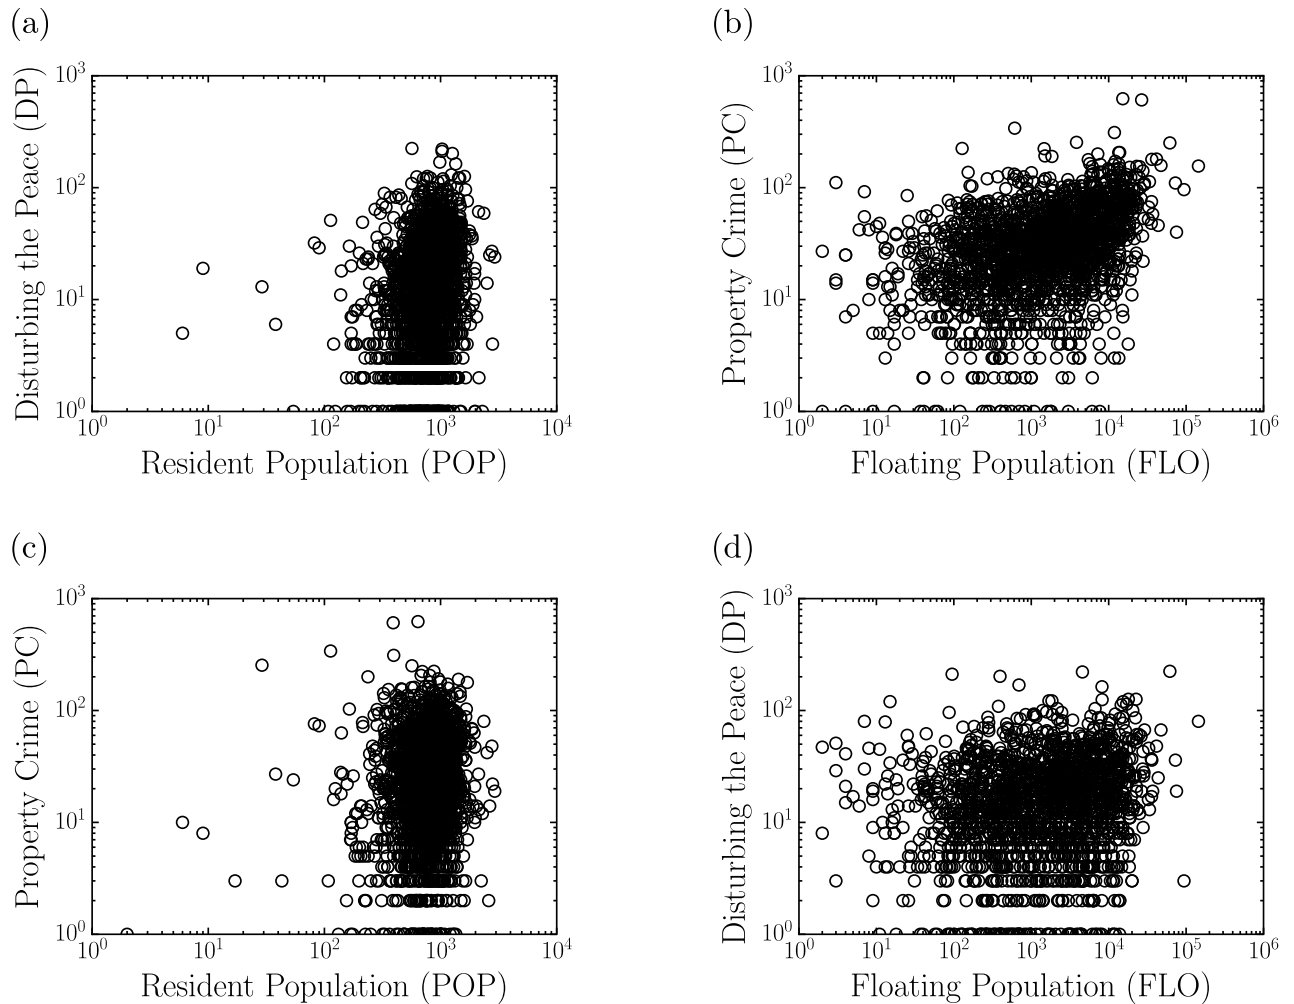 (a)
Disturbing the Peace (DP)
10^3
10^2
10^1
10^0
10^0 10^1 10^2 10^3 10^4
Resident Population (POP)
(b)
Property Crime (PC)
10^3
10^2
10^1
10^0
10^0 10^1 10^2 10^3 10^4 10^5 10^6
Floating Population (FLO)
(c)
Property Crime (PC)
10^3
10^2
10^1
10^0
10^0 10^1 10^2 10^3 10^4
Resident Population (POP)
(d)
Disturbing the Peace (DP)
10^3
10^2
10^1
10^0
10^0 10^1 10^2 10^3 10^4 10^5 10^6
Floating Population (FLO)